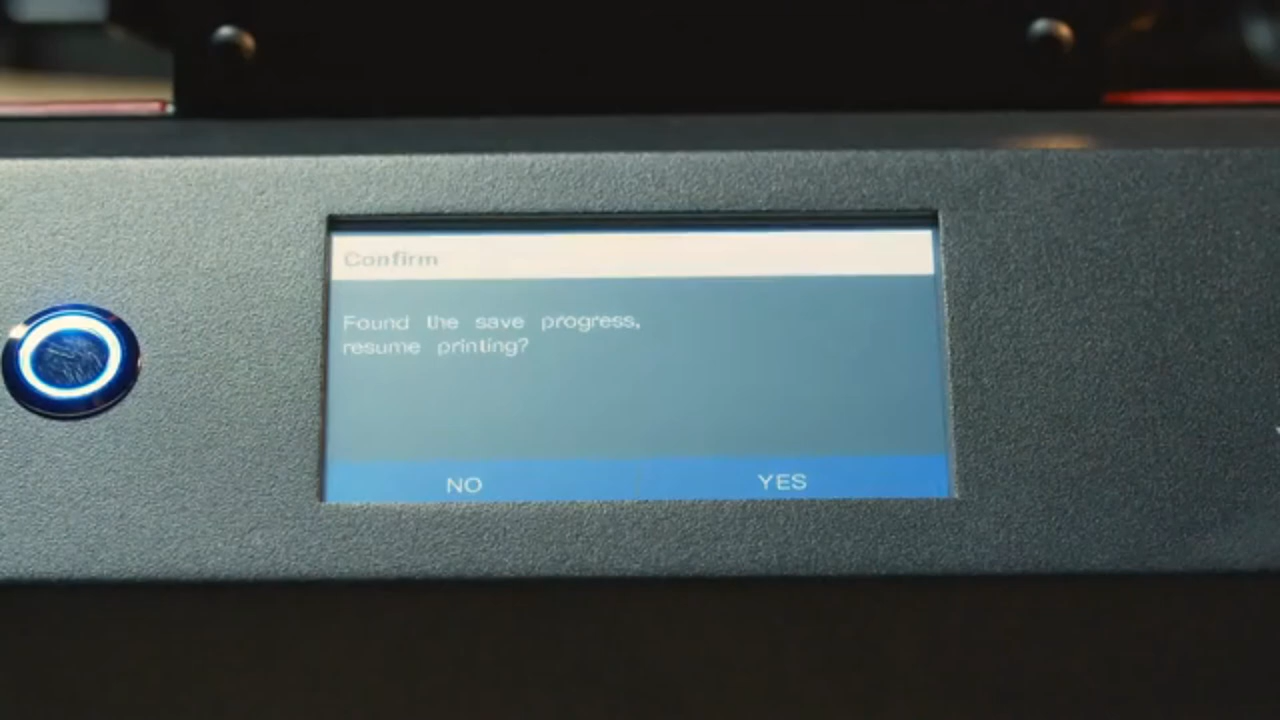 Confirm
Found the save progress,
resume printing?
NO YES